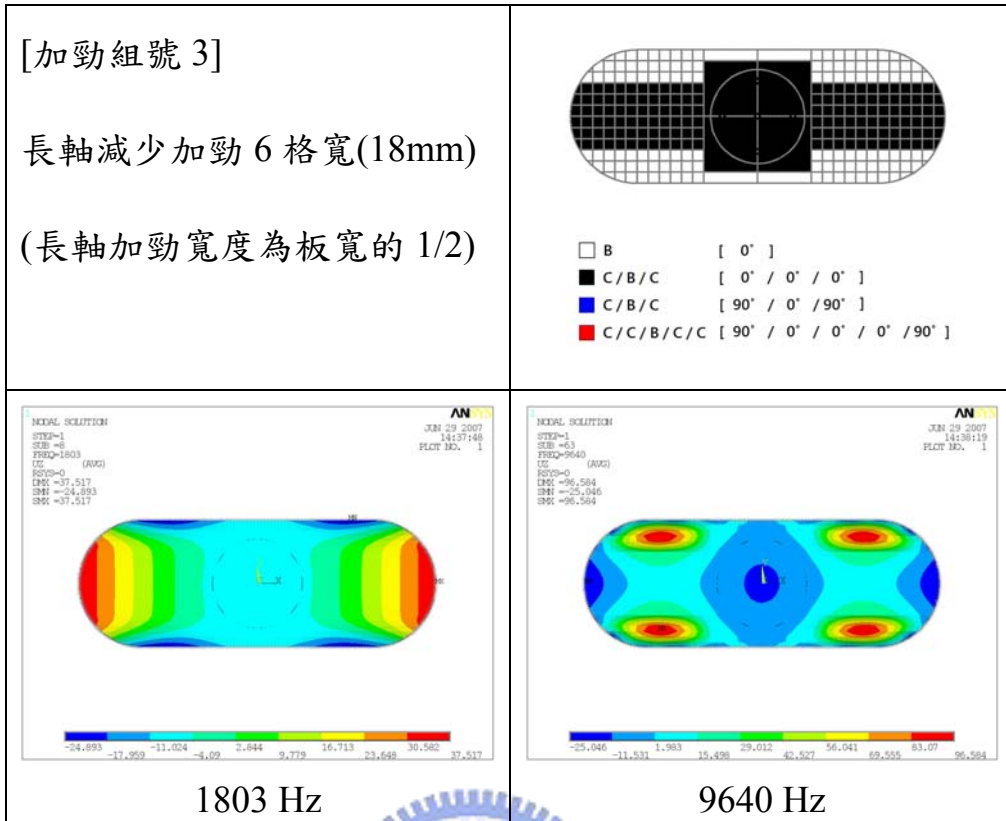 [加勁組號 3]
長軸減少加勁 6 格寬(18mm)
(長軸加勁寬度為板寬的 1/2)
B [ 0° ]
C/B/C [ 0° / 0° / 0° ]
C/B/C [ 90° / 0° / 90° ]
C/C/B/C/C [ 90° / 0° / 0° / 0° / 90° ]
1
NODAL SOLUTION
STEP=1
SUB =8
FREQ=1803
UZ (AVG)
RSYS=0
DMX =37.517
SMN =-24.893
SMX =37.517
ANSYS
JUN 29 2007
14:37:48
PLOT NO. 1
MN
X
MX
-24.893 -11.024 2.844 16.713 30.582
-17.959 -4.09 9.779 23.648 37.517
1803 Hz
1
NODAL SOLUTION
STEP=1
SUB =63
FREQ=9640
UZ (AVG)
RSYS=0
DMX =96.584
SMN =-25.046
SMX =96.584
ANSYS
JUN 29 2007
14:38:19
PLOT NO. 1
X
-25.046 1.983 29.012 56.041 83.07
-11.531 15.498 42.527 69.555 96.584
9640 Hz